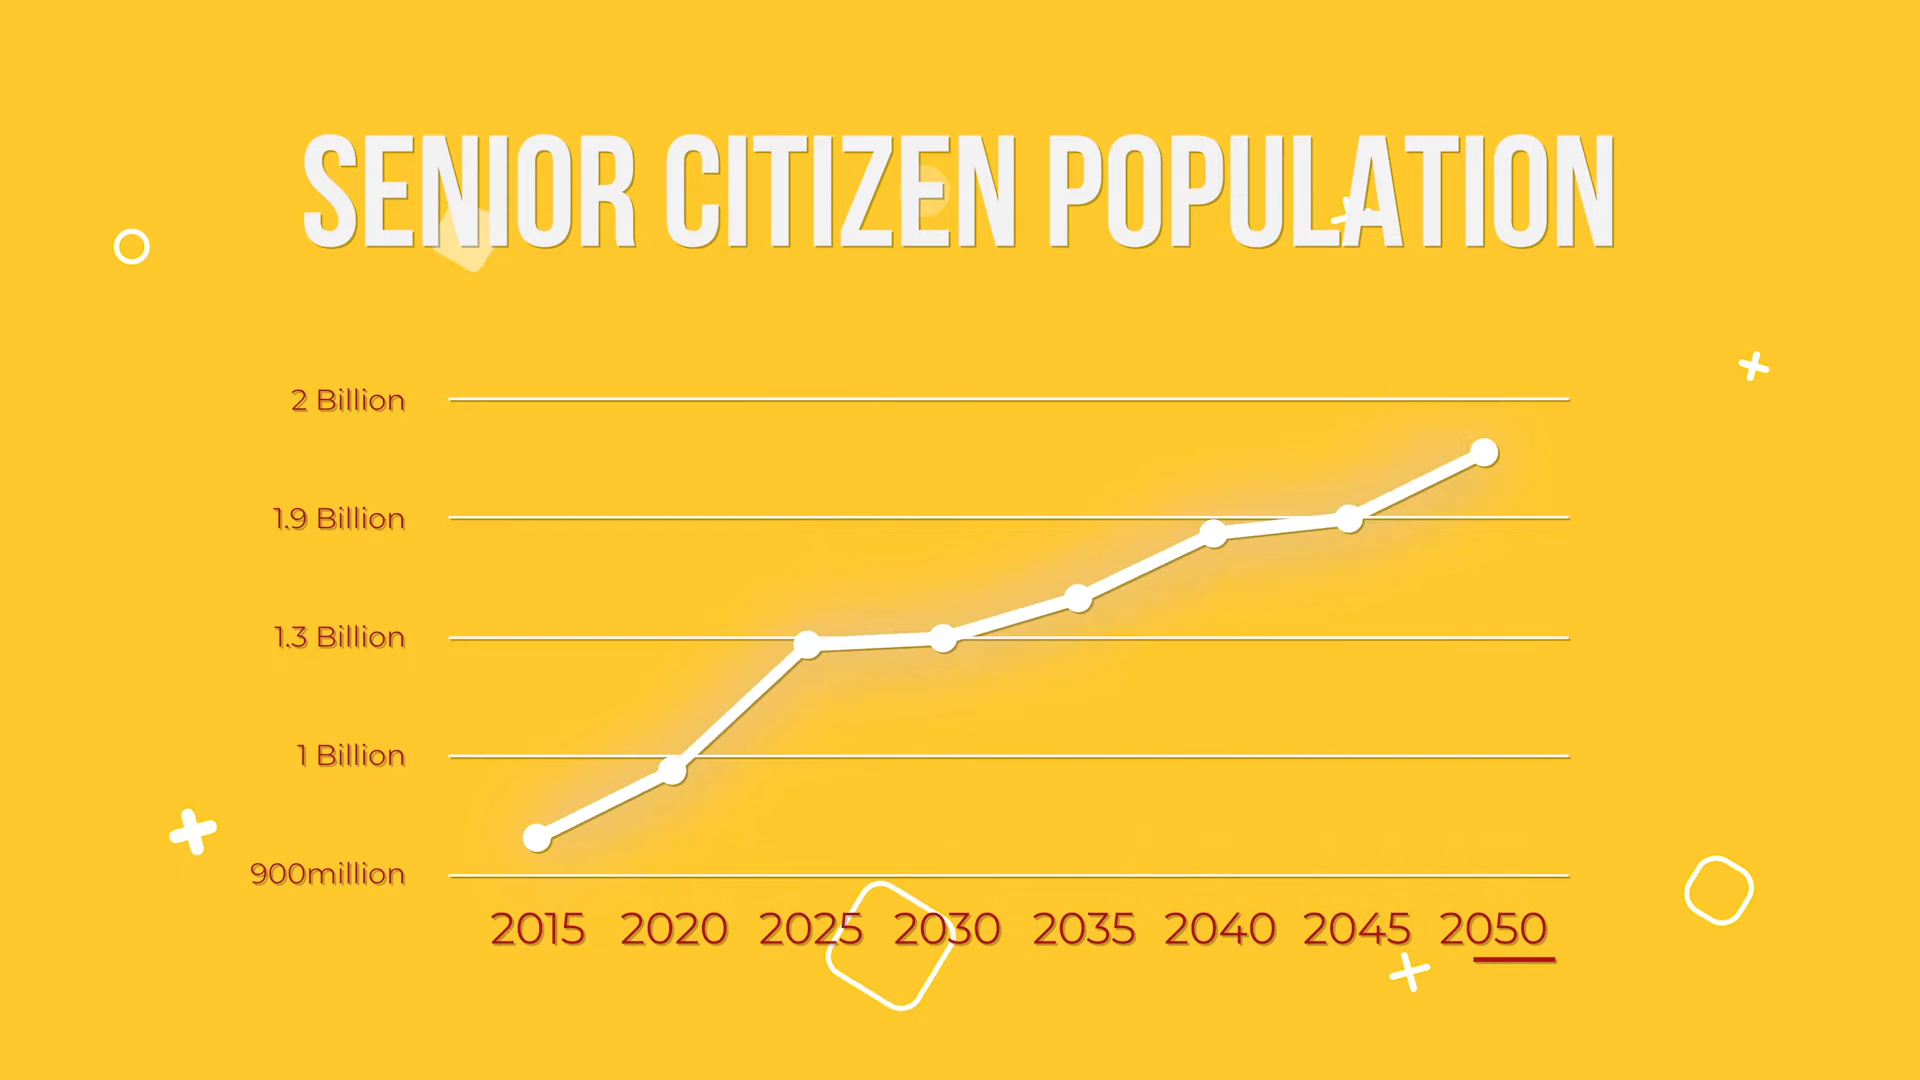 SENIOR CITIZEN POPULATION
2 Billion
1.9 Billion
1.3 Billion
1 Billion
900million
2015 2020 2025 2030 2035 2040 2045 2050